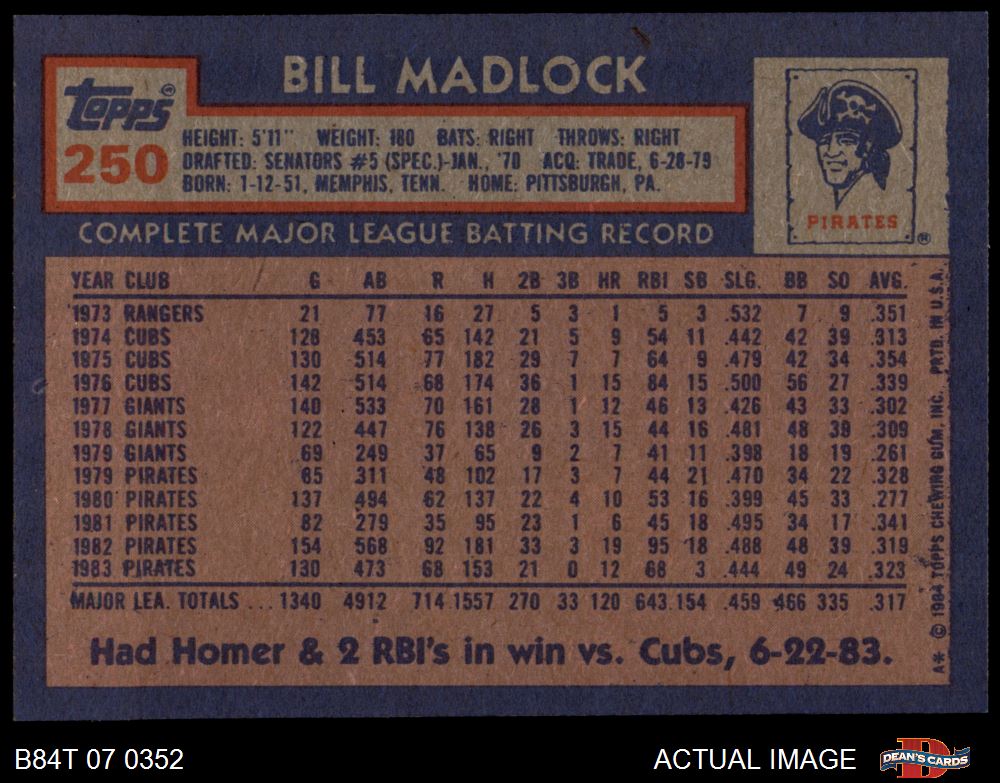 BILL MADLOCK
topps®
250
HEIGHT: 5'11" WEIGHT: 180 BATS: RIGHT THROWS: RIGHT
DRAFTED: SENATORS #5 (SPEC.)-JAN., '70 ACQ: TRADE, 6-28-79
BORN: 1-12-51, MEMPHIS, TENN. HOME: PITTSBURGH, PA.
PIRATES ®
COMPLETE MAJOR LEAGUE BATTING RECORD
YEAR CLUB G AB R H 2B 3B HR RBI SB SLG. BB SO AVG.
1973 RANGERS 21 77 16 27 5 3 1 5 3 .532 7 9 .351
1974 CUBS 128 453 65 142 21 5 9 54 11 .442 42 39 .313
1975 CUBS 130 514 77 182 29 7 7 64 9 .479 42 34 .354
1976 CUBS 142 514 68 174 36 1 15 84 15 .500 56 27 .339
1977 GIANTS 140 533 70 161 28 1 12 46 13 .426 43 33 .302
1978 GIANTS 122 447 76 138 26 3 15 44 16 .481 48 39 .309
1979 GIANTS 69 249 37 65 9 2 7 41 11 .398 18 19 .261
1979 PIRATES 85 311 48 102 17 3 7 44 21 .470 34 22 .328
1980 PIRATES 137 494 62 137 22 4 10 53 16 .399 45 33 .277
1981 PIRATES 82 279 35 95 23 1 6 45 18 .495 34 17 .341
1982 PIRATES 154 568 92 181 33 3 19 95 18 .488 48 39 .319
1983 PIRATES 130 473 68 153 21 0 12 68 3 .444 49 24 .323
MAJOR LEA. TOTALS ... 1340 4912 714 1557 270 33 120 643 154 .459 466 335 .317
Had Homer & 2 RBI's in win vs. Cubs, 6-22-83.
A* © 1984 TOPPS CHEWING GUM, INC. PRTD. IN U.S.A.
B84T 07 0352
ACTUAL IMAGE
DEAN'S CARDS